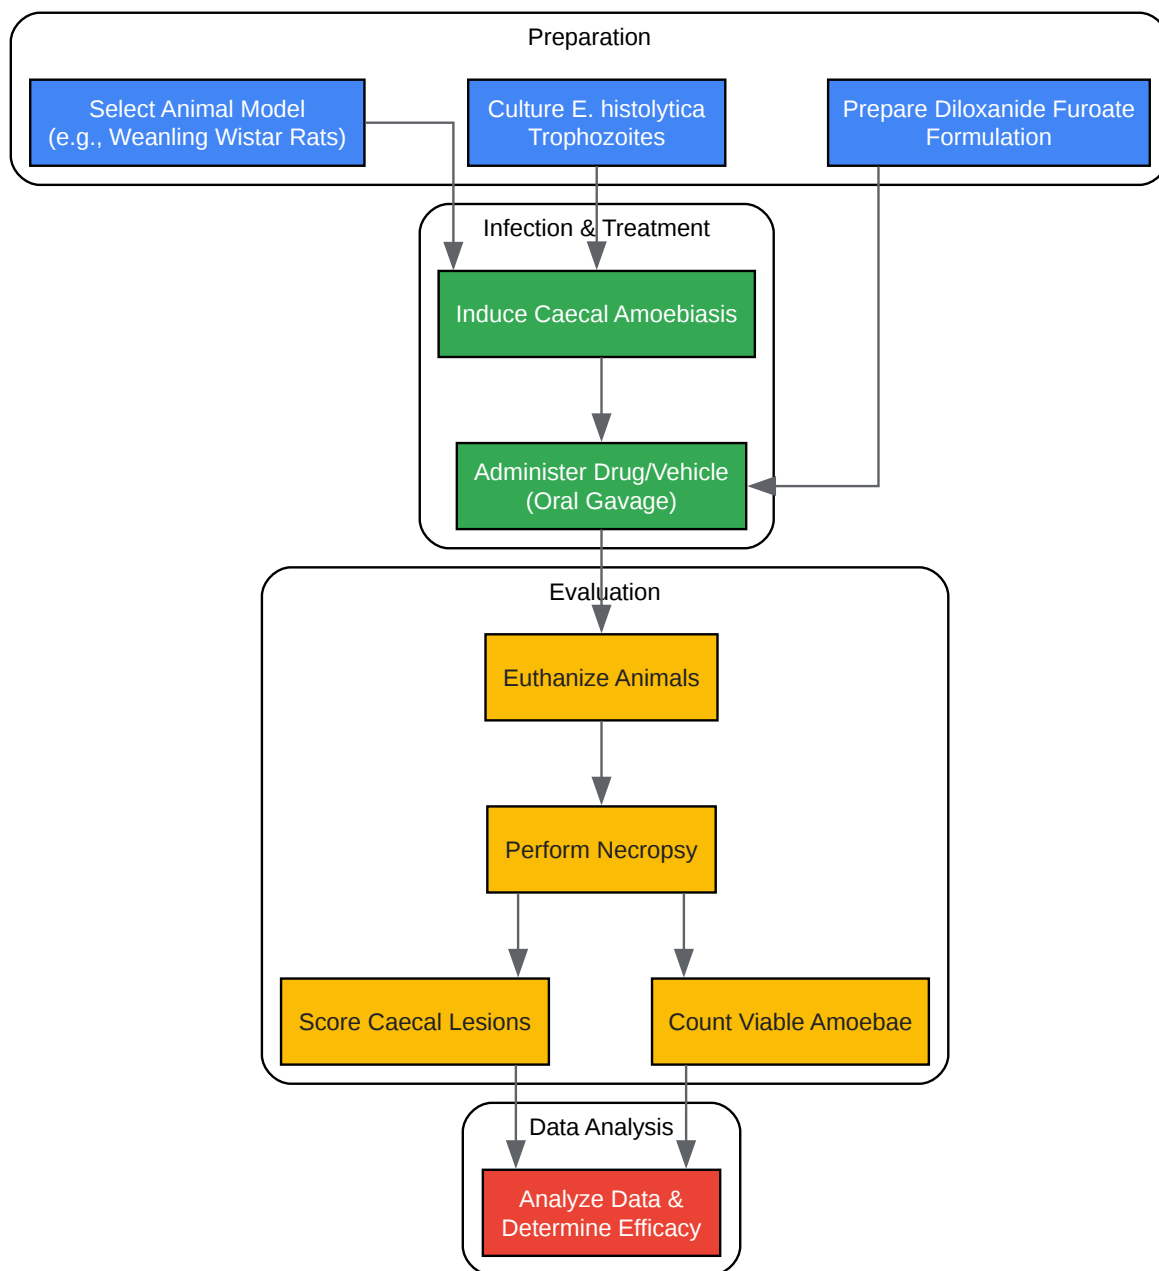 Preparation
Select Animal Model
(e.g., Weanling Wistar Rats)
Culture E. histolytica
Trophozoites
Prepare Diloxanide Furoate
Formulation
Infection & Treatment
Induce Caecal Amoebiasis
Administer Drug/Vehicle
(Oral Gavage)
Evaluation
Euthanize Animals
Perform Necropsy
Score Caecal Lesions
Count Viable Amoebae
Data Analysis
Analyze Data &
Determine Efficacy